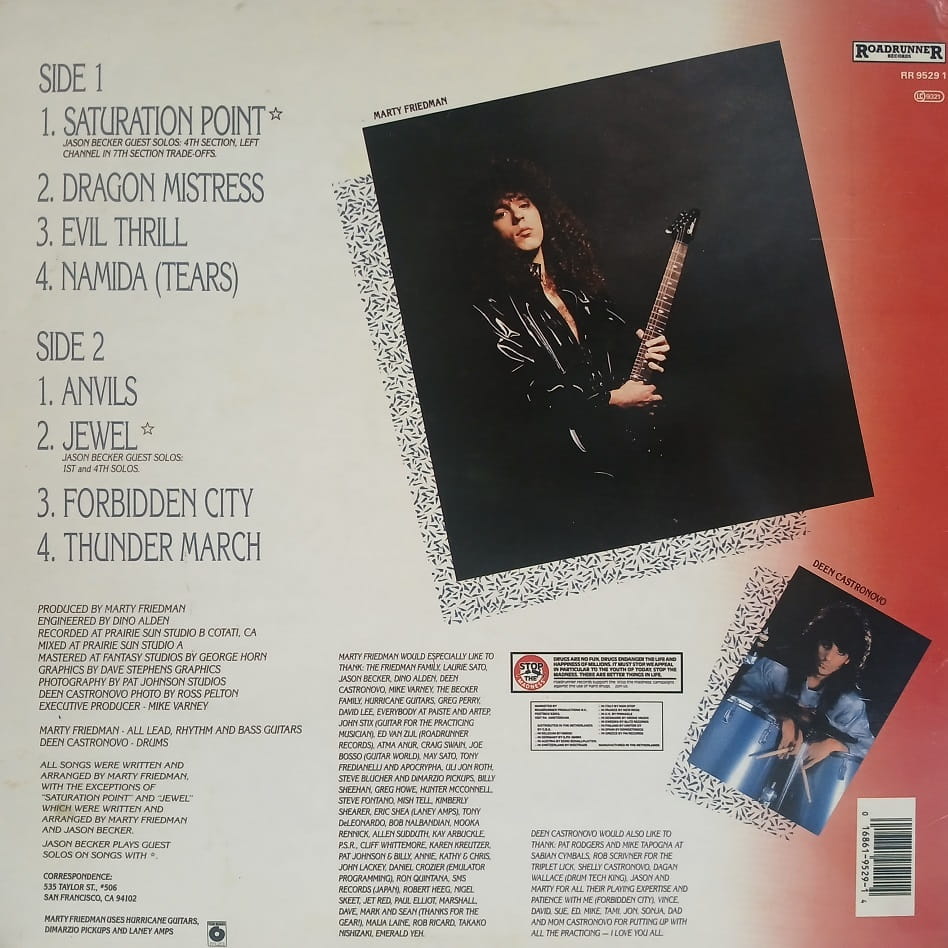 SIDE 1
1. SATURATION POINT☆
JASON BECKER GUEST SOLOS: 4TH SECTION, LEFT
CHANNEL IN 7TH SECTION TRADE-OFFS.
2. DRAGON MISTRESS
3. EVIL THRILL
4. NAMIDA (TEARS)
SIDE 2
1. ANVILS
2. JEWEL☆
JASON BECKER GUEST SOLOS:
1ST and 4TH SOLOS.
3. FORBIDDEN CITY
4. THUNDER MARCH
PRODUCED BY MARTY FRIEDMAN
ENGINEERED BY DINO ALDEN
RECORDED AT PRAIRIE SUN STUDIO B COTATI, CA
MIXED AT PRAIRIE SUN STUDIO A
MASTERED AT FANTASY STUDIOS BY GEORGE HORN
GRAPHICS BY DAVE STEPHENS GRAPHICS
PHOTOGRAPHY BY PAT JOHNSON STUDIOS
DEEN CASTRONOVO PHOTO BY ROSS PELTON
EXECUTIVE PRODUCER - MIKE VARNEY
MARTY FRIEDMAN - ALL LEAD, RHYTHM AND BASS GUITARS
DEEN CASTRONOVO - DRUMS
ALL SONGS WERE WRITTEN AND
ARRANGED BY MARTY FRIEDMAN,
WITH THE EXCEPTIONS OF
"SATURATION POINT" AND "JEWEL"
WHICH WERE WRITTEN AND
ARRANGED BY MARTY FRIEDMAN
AND JASON BECKER.
JASON BECKER PLAYS GUEST
SOLOS ON SONGS WITH ☆.
CORRESPONDENCE:
535 TAYLOR ST., #506
SAN FRANCISCO, CA 94102
MARTY FRIEDMAN USES HURRICANE GUITARS,
DIMARZIO PICKUPS AND LANEY AMPS
MARTY FRIEDMAN
ROADRUNNER
RECORDS
RR 9529 1
LC 9321
MARTY FRIEDMAN WOULD ESPECIALLY LIKE TO
THANK: THE FRIEDMAN FAMILY, LAURIE SATO,
JASON BECKER, DINO ALDEN, DEEN
CASTRONOVO, MIKE VARNEY, THE BECKER
FAMILY, HURRICANE GUITARS, GREG PERRY,
DAVID LEE, EVERYBODY AT PAISTE AND ARTEP,
JOHN STIX (GUITAR FOR THE PRACTICING
MUSICIAN), ED VAN ZUL (ROADRUNNER
RECORDS), ATMA ANUR, CRAIG SWAIN, JOE
BOSSO (GUITAR WORLD), MAY SATO, TONY
FREDIANELLI AND APOCRYPHA, ULI JON ROTH,
STEVE BLUCHER AND DIMARZIO PICKUPS, BILLY
SHEEHAN, GREG HOWE, HUNTER MCCONNELL,
STEVE FONTANO, MISH TELL, KIMBERLY
SHEARER, ERIC SHEA (LANEY AMPS), TONY
DeLEONARDO, BOB NALBANDIAN, MOOKA
RENNICK, ALLEN SUDDUTH, KAY ARBUCKLE,
P.S.R., CLIFF WHITTEMORE, KAREN KREUTZER,
PAT JOHNSON & BILLY, ANNIE, KATHY & CHRIS,
JOHN LACKEY, DANIEL CROZIER (EMULATOR
PROGRAMMING), RON QUINTANA, SMS
RECORDS (JAPAN), ROBERT HEEG, NIGEL
SKEET, JET RED, PAUL ELLIOT, MARSHALL,
DAVE, MARK AND SEAN (THANKS FOR THE
GEAR!), MALIA LAINE, ROB RICARD, TAKAKO
NISHIZAKI, EMERALD YEH.
STOP
THE
MADNESS
DRUGS ARE NO FUN. DRUGS ENDANGER THE LIFE AND
HAPPINESS OF MILLIONS. IT MUST STOP. WE APPEAL
IN PARTICULAR TO THE YOUTH OF TODAY. STOP THE
MADNESS. THERE ARE BETTER THINGS IN LIFE.
MARKETED BY
ROADRUNNER PRODUCTIONS B.V.
DISTRIBUTED IN THE NETHERLANDS
MANUFACTURED IN THE NETHERLANDS
DEEN CASTRONOVO
DEEN CASTRONOVO WOULD ALSO LIKE TO
THANK: PAT RODGERS AND MIKE TAPOGNA AT
SABIAN CYMBALS, ROB SCRIVNER FOR THE
TRIPLET LICK. SHELLY CASTRONOVO, DAGAN
WALLACE (DRUM TECH KING), JASON AND
MARTY FOR ALL THEIR PLAYING EXPERTISE AND
PATIENCE WITH ME (FORBIDDEN CITY), VINCE,
DAVID, SUE, ED, MIKE, TAMI, JON, SONJA, DAD
AND MOM CASTRONOVO FOR PUTTING UP WITH
ALL THE PRACTICING — I LOVE YOU ALL.
0 16861-9529-1 4